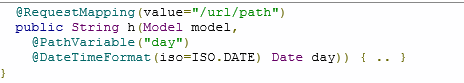 @RequestMapping(value="/url/path")
public String h(Model model,
@PathVariable("day")
@DateTimeFormat(iso=ISO.DATE) Date day)) { .. }
}